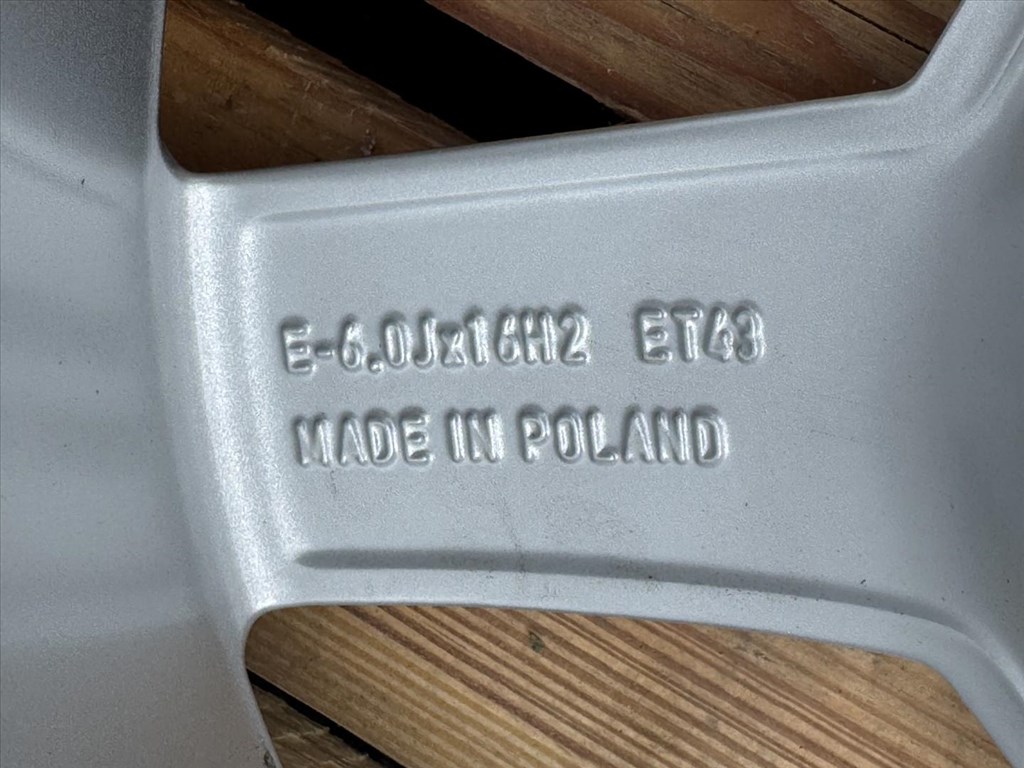 E-6.0Jx16H2 ET43
MADE IN POLAND